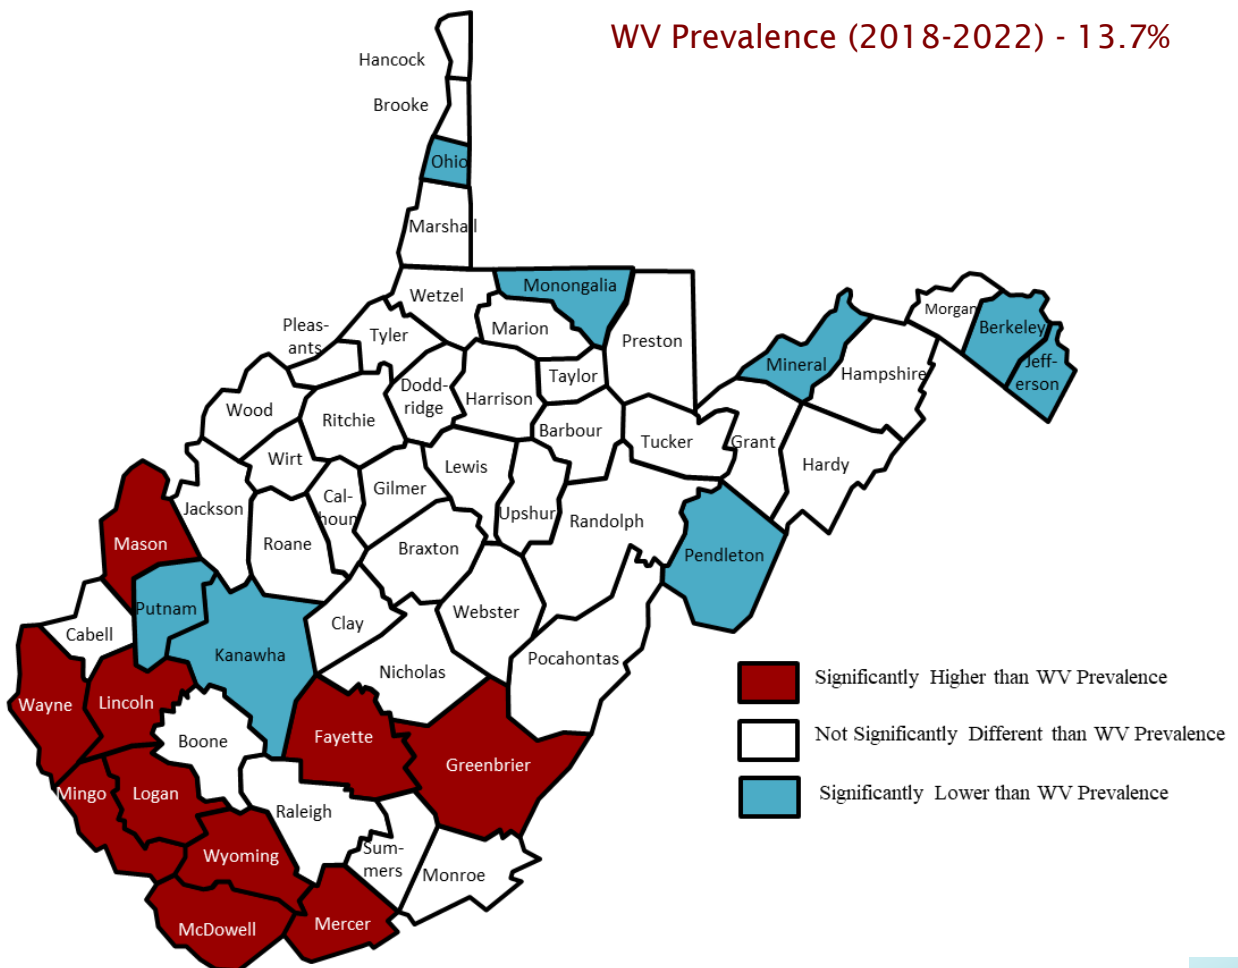 WV Prevalence (2018-2022) - 13.7%
Hancock
Brooke
Ohio
Marshall
Wetzel
Monongalia
Marion
Preston
Pleas-
ants
Tyler
Taylor
Dodd-
ridge
Harrison
Wood
Ritchie
Barbour
Tucker
Grant
Mineral
Hampshire
Morgan
Berkeley
Jeff-
erson
Hardy
Wirt
Lewis
Gilmer
Cal-
houn
Jackson
Roane
Upshur
Randolph
Braxton
Pendleton
Mason
Putnam
Cabell
Kanawha
Clay
Webster
Nicholas
Pocahontas
Wayne
Lincoln
Boone
Fayette
Greenbrier
Mingo
Logan
Raleigh
Wyoming
Sum-
mers
Monroe
McDowell
Mercer
Significantly Higher than WV Prevalence
Not Significantly Different than WV Prevalence
Significantly Lower than WV Prevalence